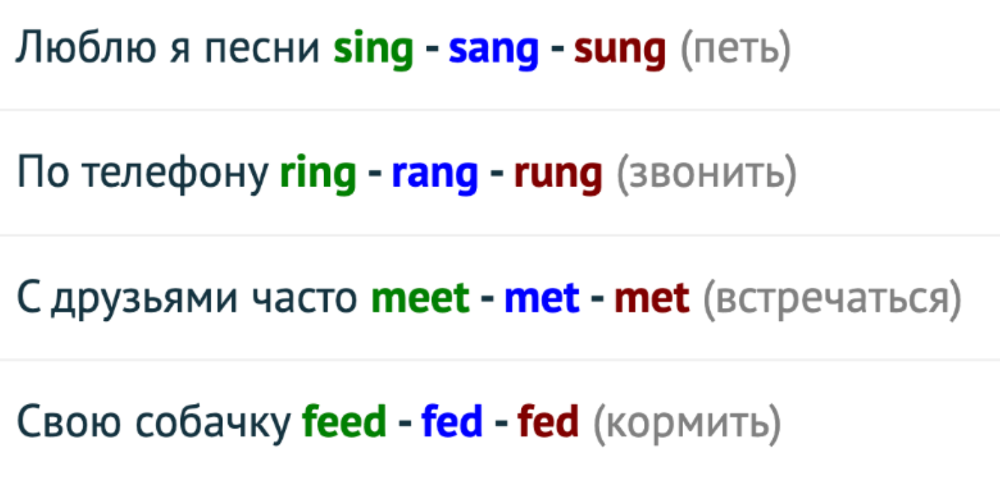 Люблю я песни sing - sang - sung (петь)
По телефону ring - rang - rung (звонить)
С друзьями часто meet - met - met (встречаться)
Свою собачку feed - fed - fed (кормить)